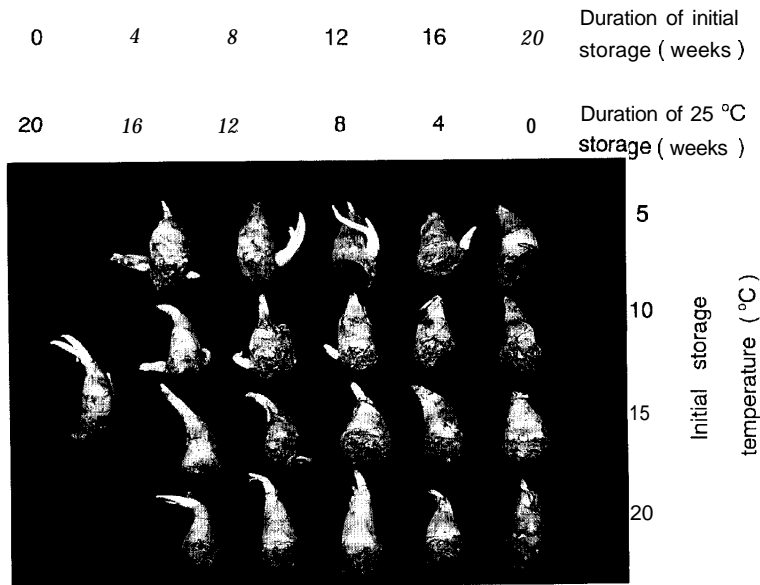 0 4 8 12 16 20 Duration of initial
storage ( weeks )
20 16 12 8 4 0 Duration of 25 °C
storage ( weeks )
5
10
15
20
Initial storage
temperature ( °C)